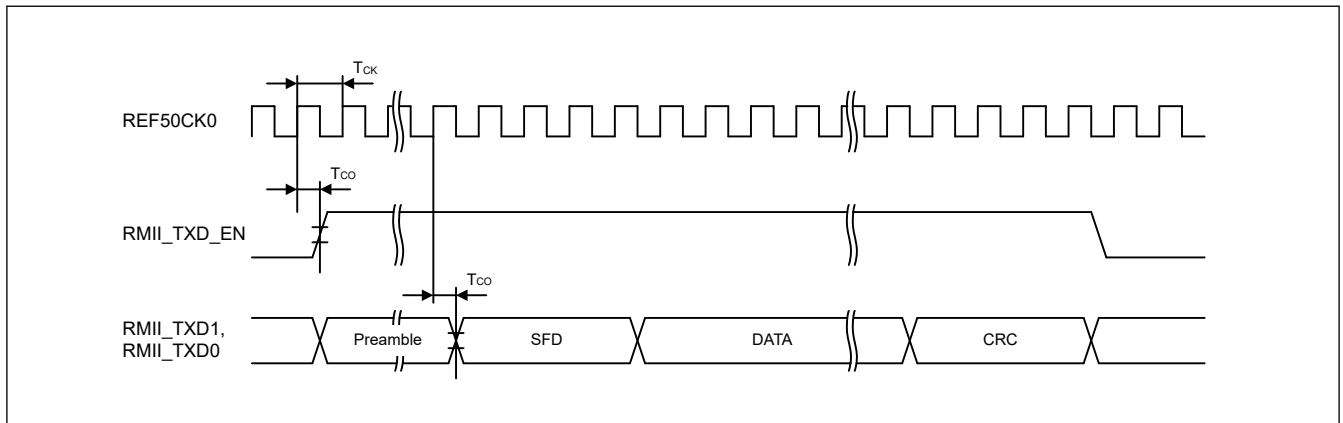 TCK
REF50CK0
TCO
RMII_TXD_EN
TCO
RMII_TXD1,
RMII_TXD0
Preamble
SFD
DATA
CRC